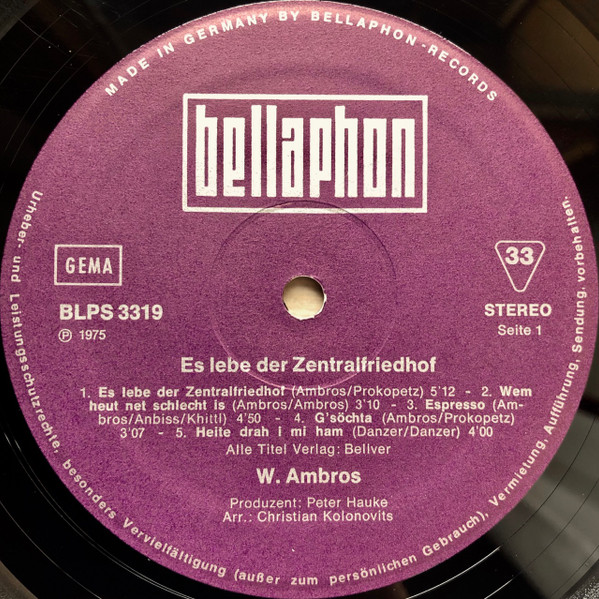 MADE IN GERMANY BY BELLAPHON-RECORDS
bellaphon
GEMA
BLPS 3319
Ⓟ 1975
33
STEREO
Seite 1
Es lebe der Zentralfriedhof
1. Es lebe der Zentralfriedhof (Ambros/Prokopetz) 5'12 - 2. Wem
heut net schlecht is (Ambros/Ambros) 3'10 - 3. Espresso (Am-
bros/Anbiss/Khittl) 4'50 - 4. G'söchta (Ambros/Prokopetz)
3'07 - 5. Heite drah I mi ham (Danzer/Danzer) 4'00
Alle Titel Verlag: Bellver
W. Ambros
Produzent: Peter Hauke
Arr.: Christian Kolonovits
Urheber- und Leistungsschutzrechte, besonders Vervielfältigung (außer zum persönlichen Gebrauch), Vermietung, Aufführung, Sendung, vorbehalten.